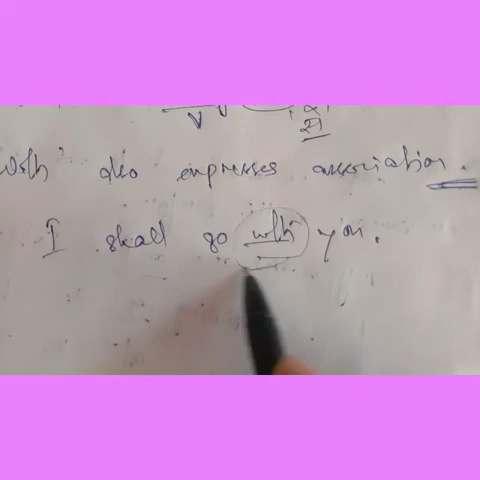 with' also expresses association.
I shall go with you.